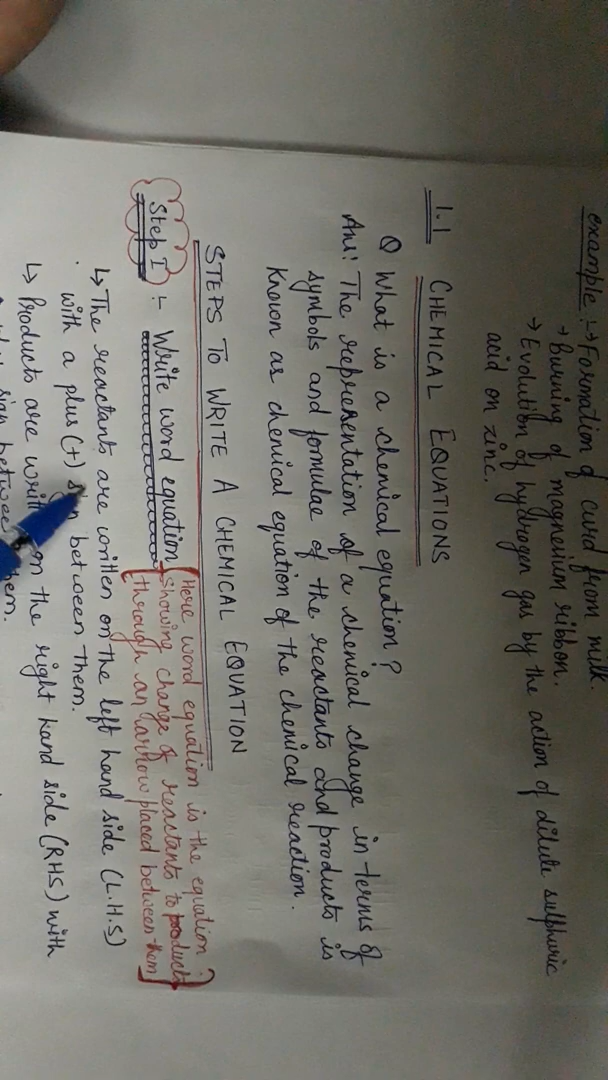 example :- → Formation of curd from milk.
→ Burning of magnesium ribbon.
→ Evolution of hydrogen gas by the action of dilute sulphuric
acid on zinc.
1.1 CHEMICAL EQUATIONS
Q What is a chemical equation?
Ans: The representation of a chemical change in terms of
symbols and formulae of the reactants and products is
known as chemical equation of the chemical reaction.
STEPS TO WRITE A CHEMICAL EQUATION
Step I :- Write word equation
[Here word equation is the equation
showing change of reactants to product
through an arrow placed between them]
↳ The reactants are written on the left hand side (L.H.S)
with a plus (+) between them.
↳ Products are on the right hand side (RHS) with